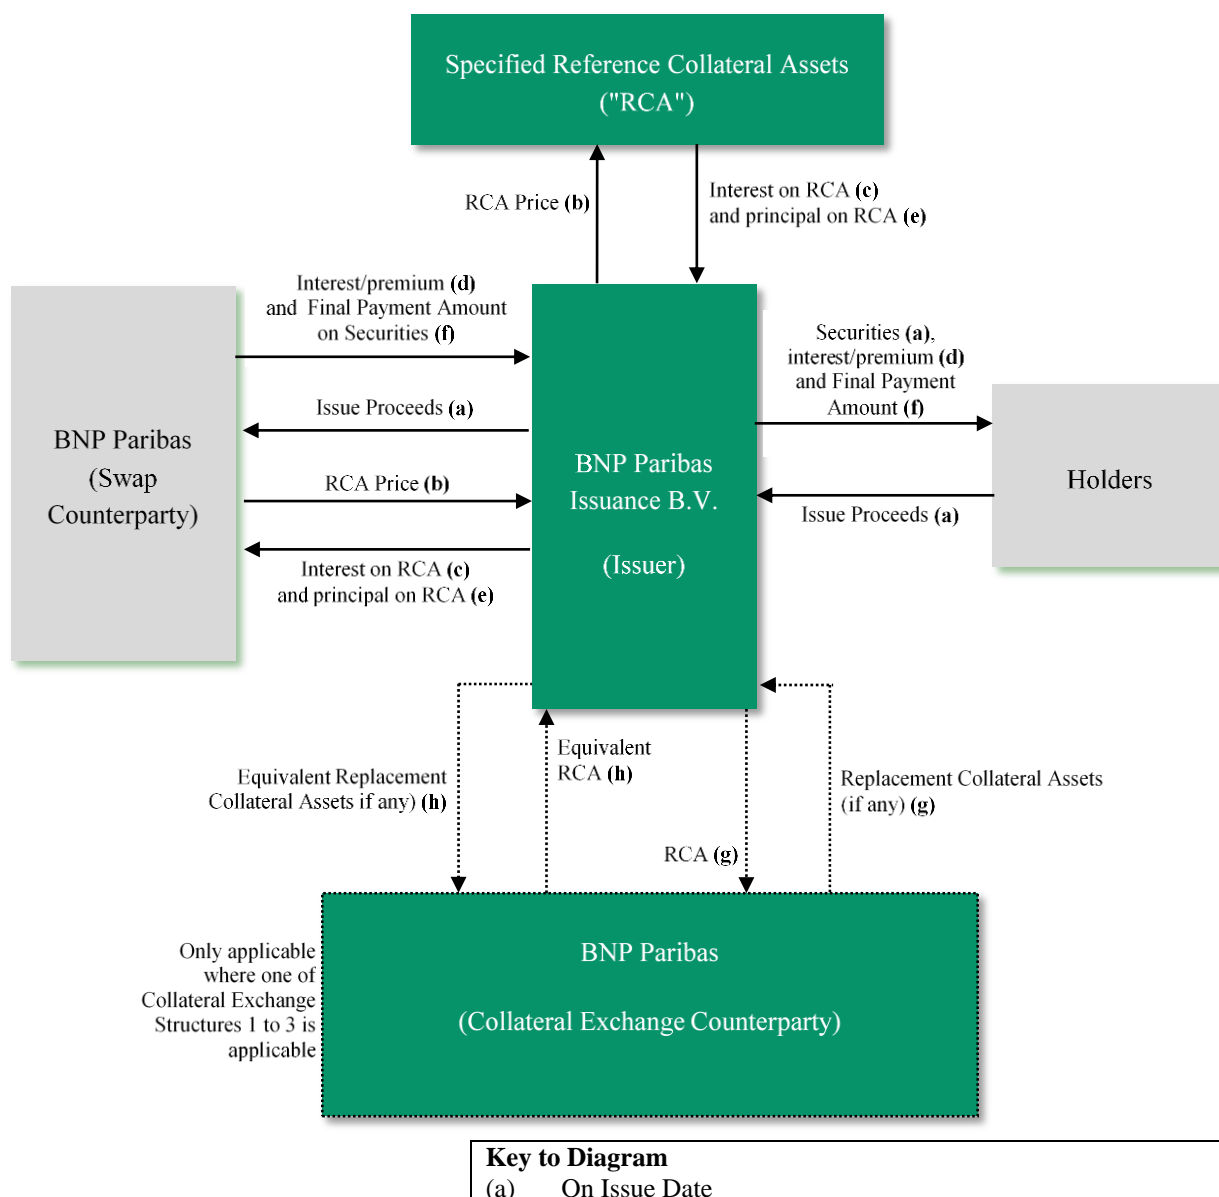 Specified Reference Collateral Assets
("RCA")
RCA Price (b)
Interest on RCA (c)
and principal on RCA (e)
Interest/premium (d)
and Final Payment Amount
on Securities (f)
Issue Proceeds (a)
RCA Price (b)
Interest on RCA (c)
and principal on RCA (e)
BNP Paribas
(Swap
Counterparty)
BNP Paribas
Issuance B.V.
(Issuer)
Securities (a),
interest/premium (d)
and Final Payment
Amount (f)
Issue Proceeds (a)
Holders
Equivalent Replacement
Collateral Assets if any) (h)
Equivalent
RCA (h)
RCA (g)
Replacement Collateral Assets
(if any) (g)
Only applicable
where one of
Collateral Exchange
Structures 1 to 3 is
applicable
BNP Paribas
(Collateral Exchange Counterparty)
Key to Diagram
(a) On Issue Date